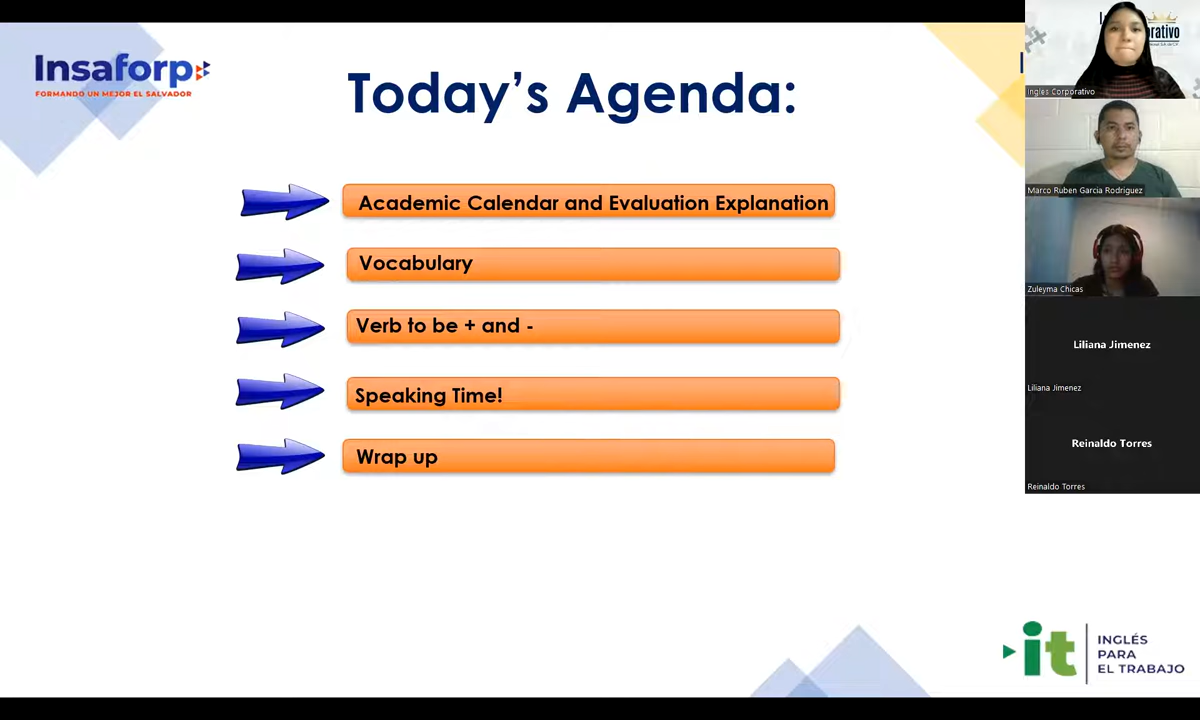 Insaforp
FORMANDO UN MEJOR EL SALVADOR
Today's Agenda:
Academic Calendar and Evaluation Explanation
Vocabulary
Verb to be + and -
Speaking Time!
Wrap up
Ingles Corporativo
Marco Ruben Garcia Rodriguez
Zuleyma Chicas
Liliana Jimenez
Liliana Jimenez
Reinaldo Torres
Reinaldo Torres
it
INGLÉS
PARA
EL TRABAJO